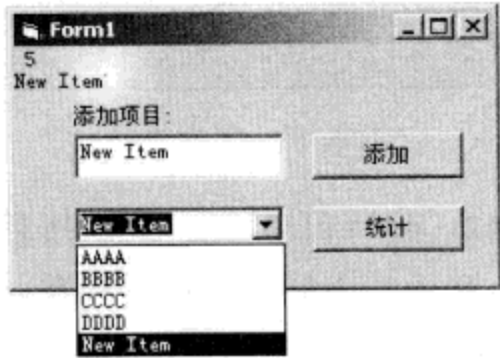 Form1
5
New Item
添加项目:
New Item
添加
New Item
统计
AAAA
BBBB
CCCC
DDDD
New Item